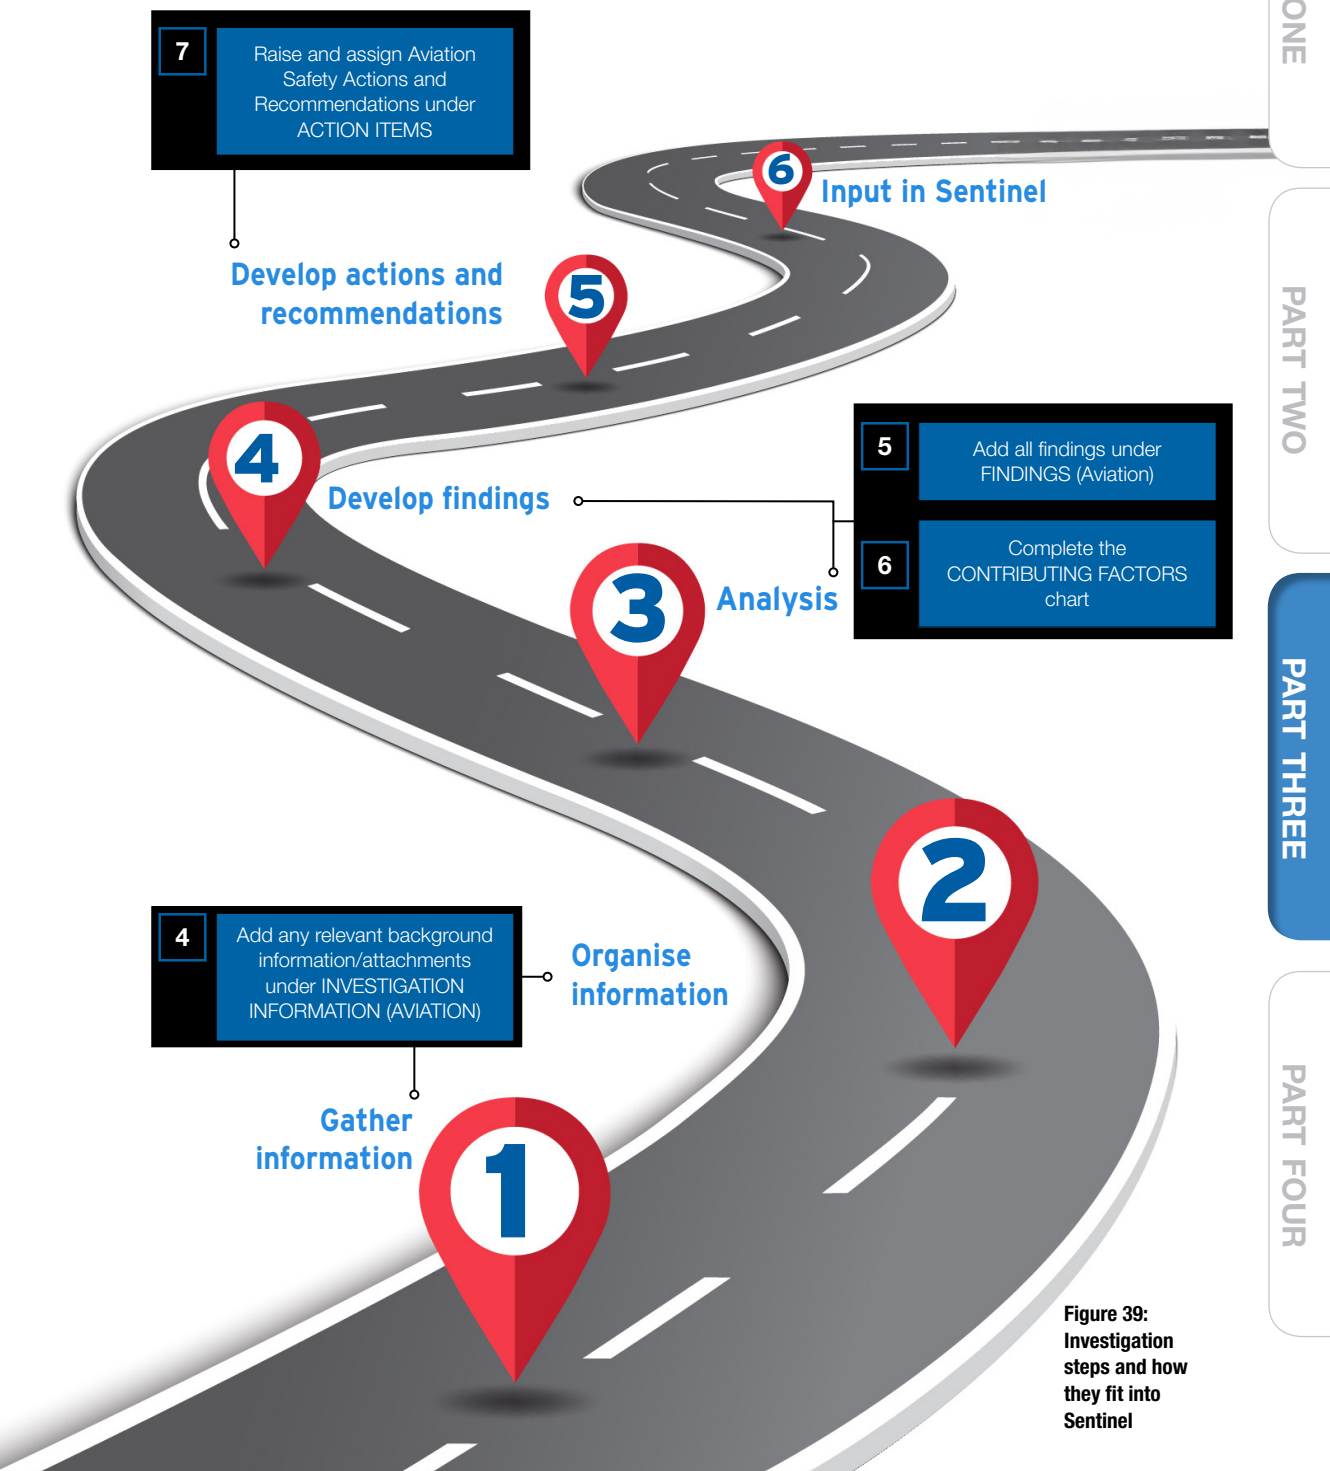 7
Raise and assign Aviation
Safety Actions and
Recommendations under
ACTION ITEMS
6
Input in Sentinel
Develop actions and
recommendations
5
4
Develop findings
5
Add all findings under
FINDINGS (Aviation)
6
Complete the
CONTRIBUTING FACTORS
chart
3
Analysis
2
4
Add any relevant background
information/attachments
under INVESTIGATION
INFORMATION (AVIATION)
Organise
information
Gather
information
1
Figure 39:
Investigation
steps and how
they fit into
Sentinel
ONE
PART TWO
PART THREE
PART FOUR